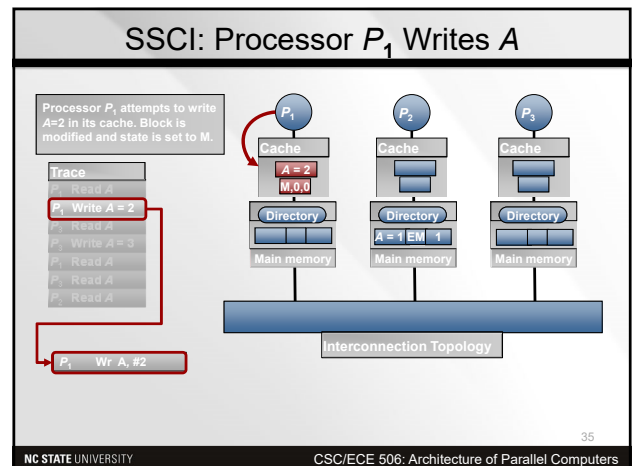 SSCI: Processor P1 Writes A
Processor P1 attempts to write
A=2 in its cache. Block is
modified and state is set to M.
Trace
P1 Read A
P1 Write A = 2
Read A
P1 Write A = 3
P1 Read A
Read A
P2 Read A
P1 Wr A, #2
P1
Cache
A = 2
M,0,0
Directory
Main memory
P2
Cache
Directory
A = 1 EM 1
Main memory
P3
Cache
Directory
Main memory
Interconnection Topology
35
NC STATE UNIVERSITY
CSC/ECE 506: Architecture of Parallel Computers